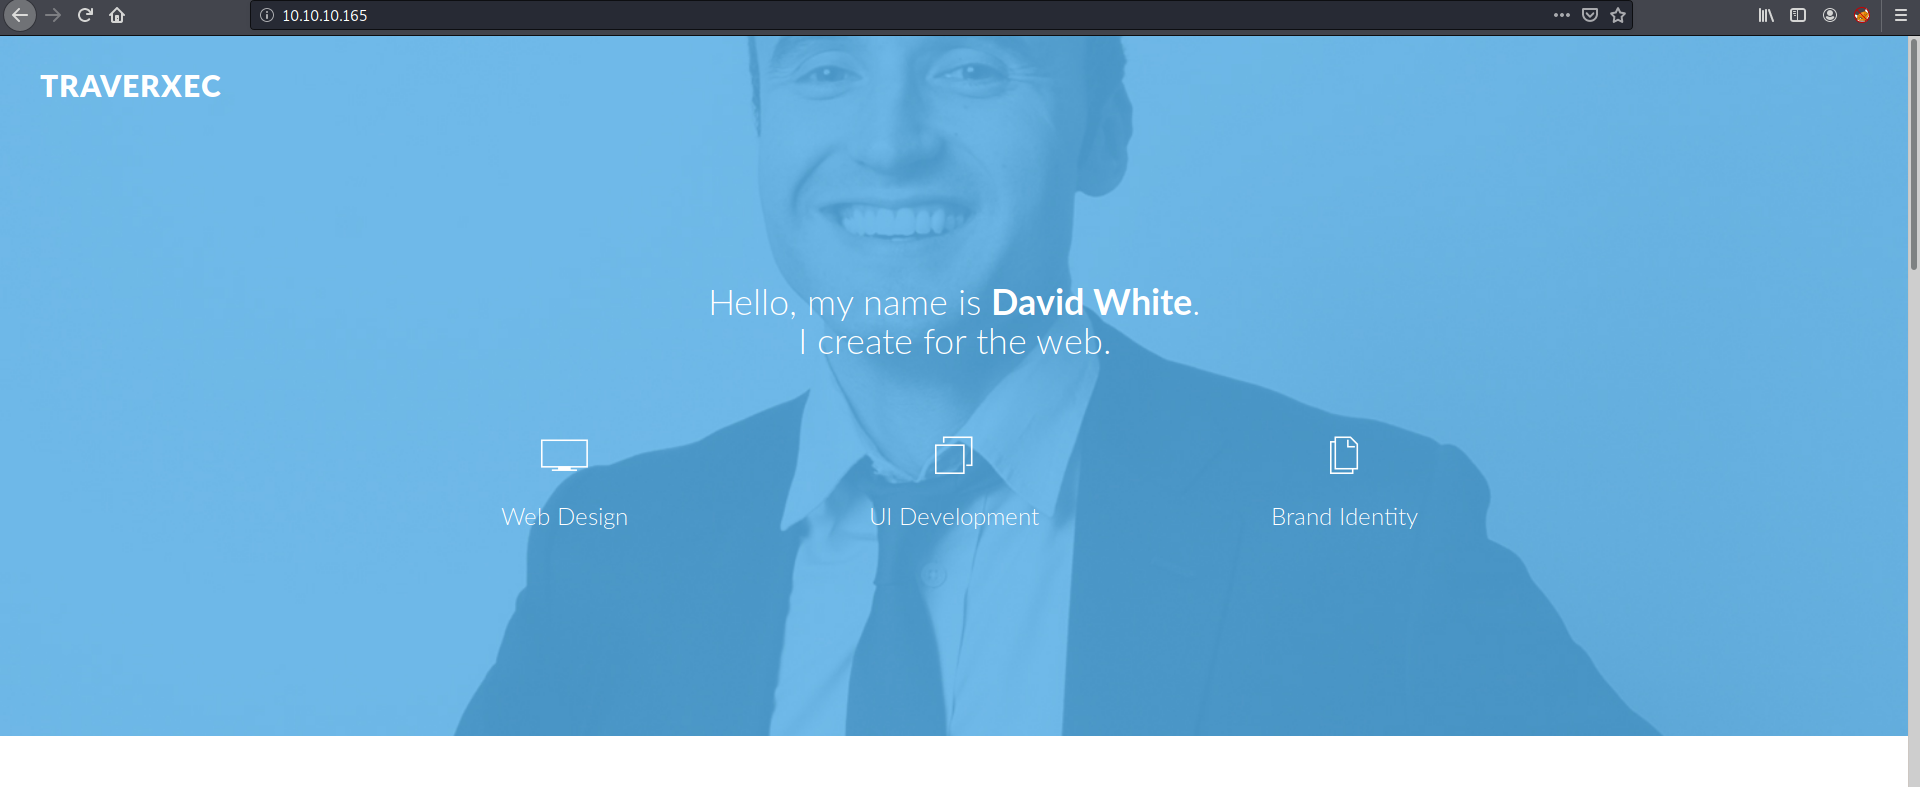 10.10.10.165
TRAVERXEC
Hello, my name is David White.
I create for the web.
Web Design
UI Development
Brand Identity